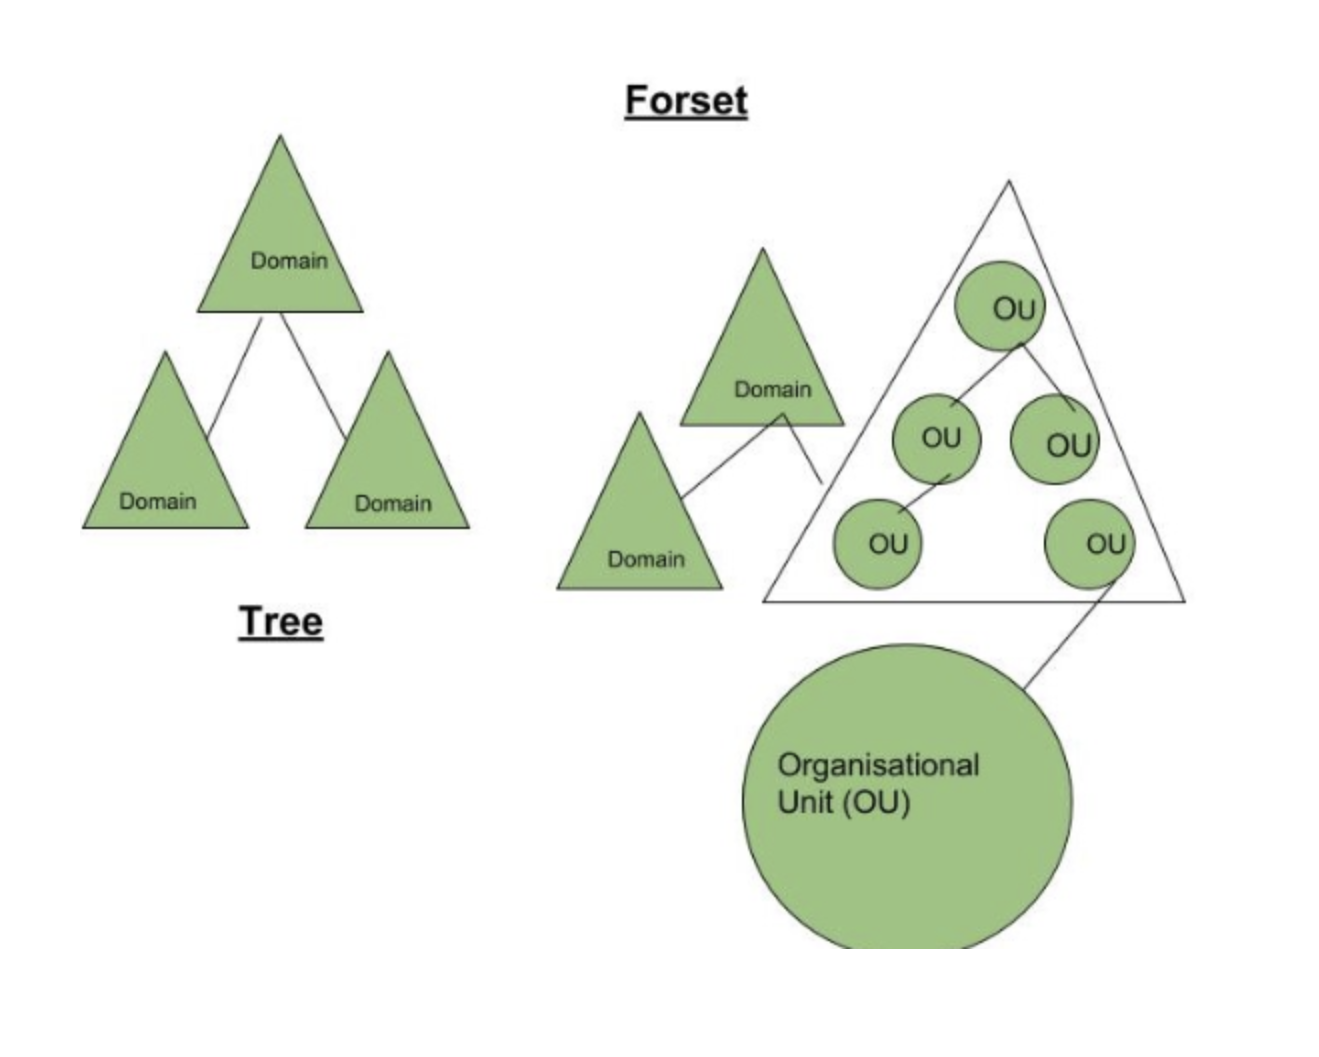 Forset
Domain
Domain
Domain
Tree
Domain
Domain
OU
OU
OU
OU
OU
Organisational
Unit (OU)